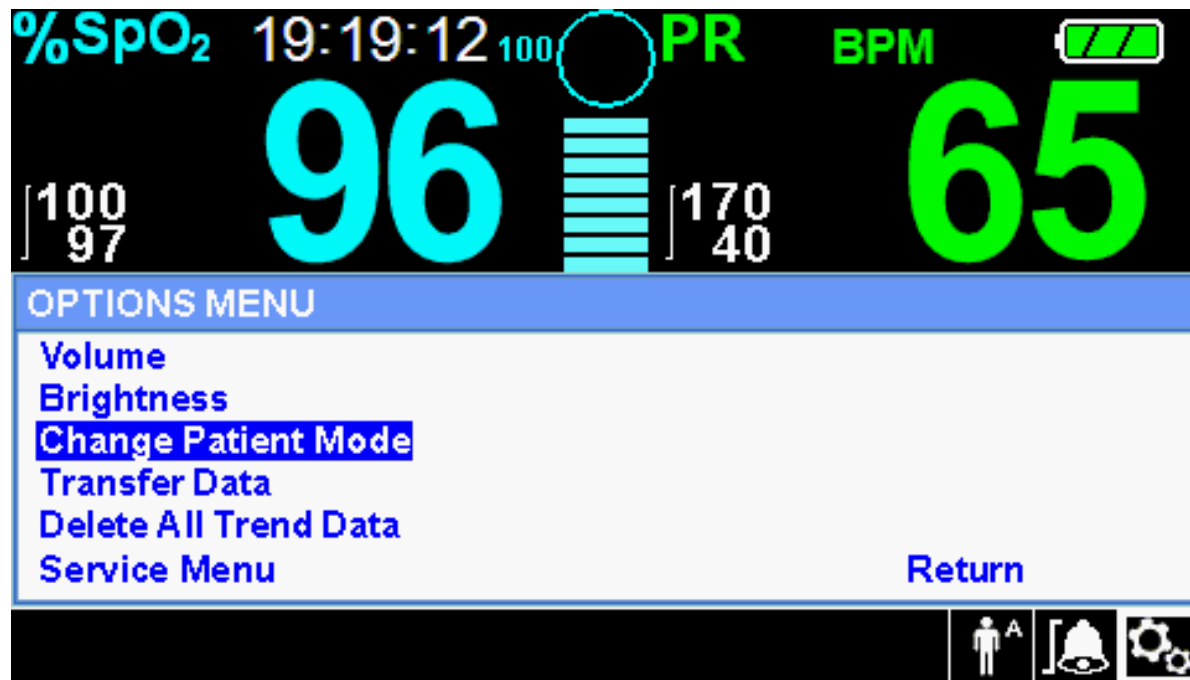 %SpO₂ 19:19:12 100 PR BPM
96 65
100 170
97 40
OPTIONS MENU
Volume
Brightness
Change Patient Mode
Transfer Data
Delete All Trend Data
Service Menu Return
A